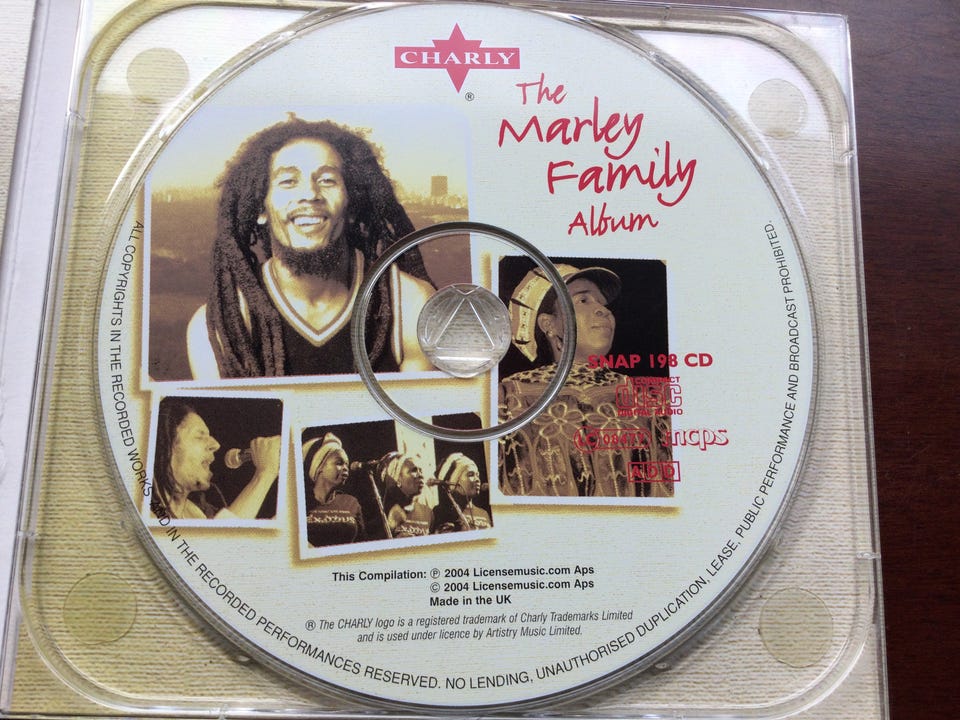 CHARLY
®
The
Marley
Family
Album
SNAP 198 CD
COMPACT
disc
DIGITAL AUDIO
mcps
ADD
EXODUS
This Compilation: ℗ 2004 Licensemusic.com Aps
© 2004 Licensemusic.com Aps
Made in the UK
® The CHARLY logo is a registered trademark of Charly Trademarks Limited
and is used under licence by Artistry Music Limited.
ALL COPYRIGHTS IN THE RECORDED WORKS AND IN THE RECORDED PERFORMANCES RESERVED. NO LENDING, UNAUTHORISED DUPLICATION, LEASE, PUBLIC PERFORMANCE AND BROADCAST PROHIBITED.